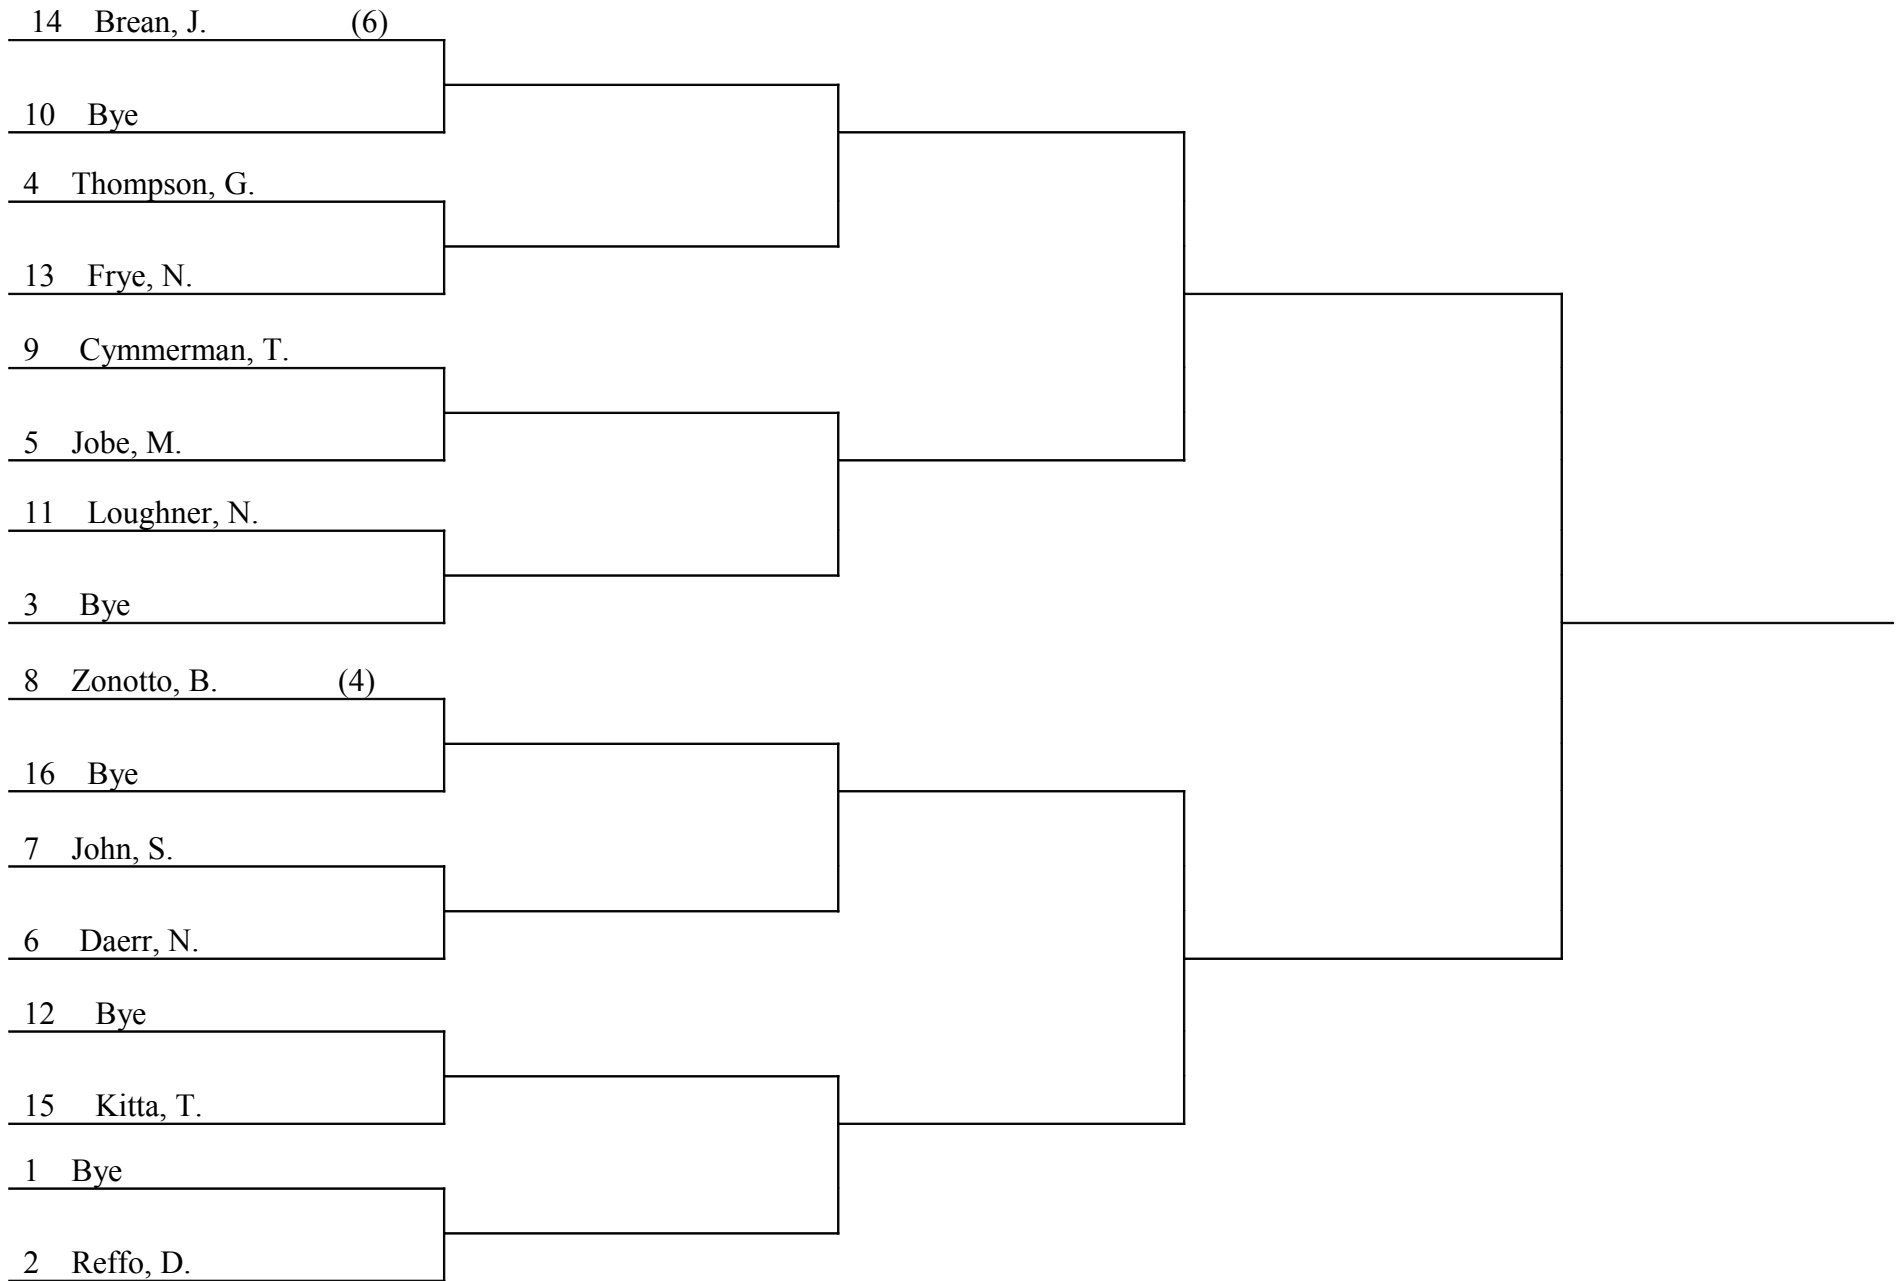 14 Brean, J. (6)
10 Bye
4 Thompson, G.
13 Frye, N.
9 Cymmerman, T.
5 Jobe, M.
11 Loughner, N.
3 Bye
8 Zonotto, B. (4)
16 Bye
7 John, S.
6 Daerr, N.
12 Bye
15 Kitta, T.
1 Bye
2 Reffo, D.